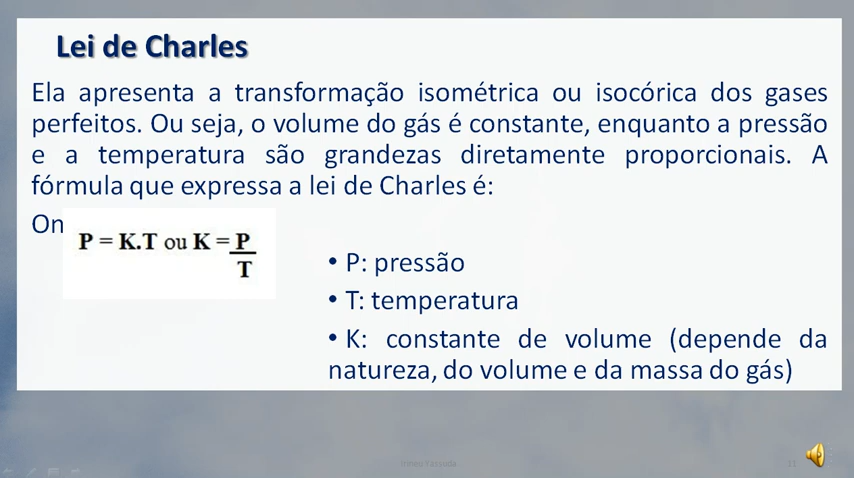 Lei de Charles
Ela apresenta a transformação isométrica ou isocórica dos gases
perfeitos. Ou seja, o volume do gás é constante, enquanto a pressão
e a temperatura são grandezas diretamente proporcionais. A
fórmula que expressa a lei de Charles é:
On
P = K.T ou K = P
T
• P: pressão
• T: temperatura
• K: constante de volume (depende da
natureza, do volume e da massa do gás)
11